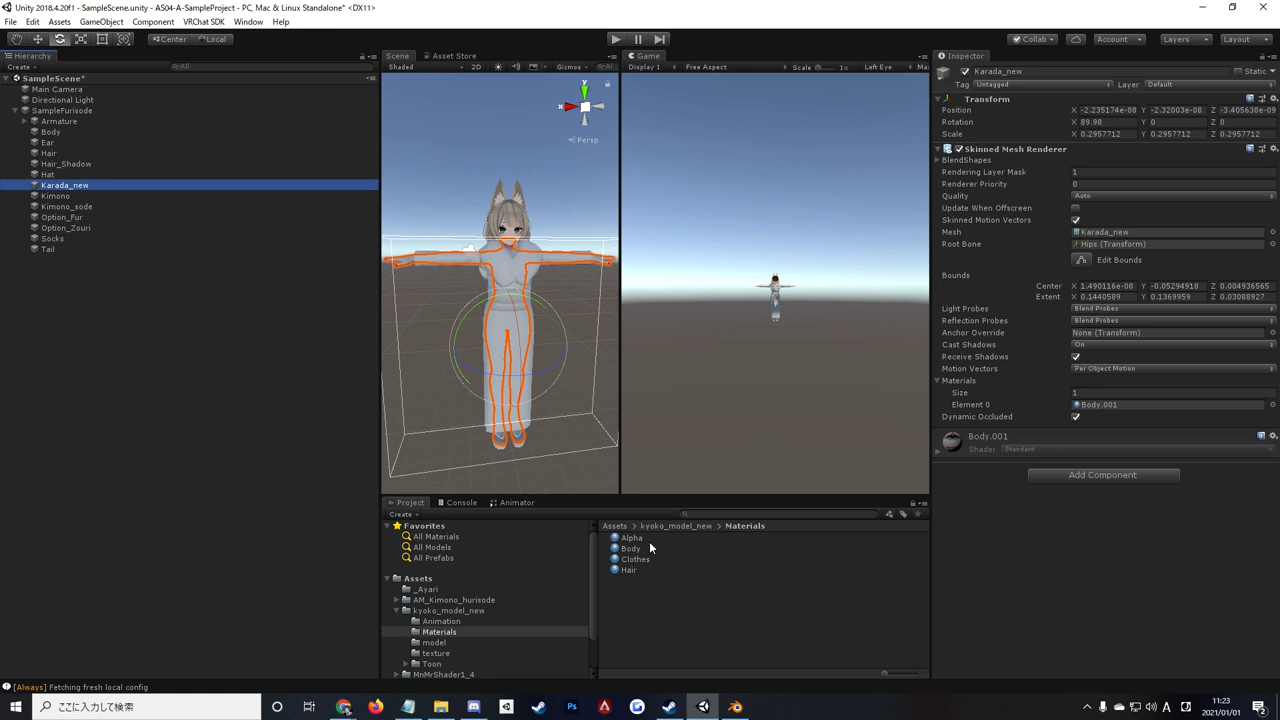 Unity 2018.4.20f1 - SampleScene.unity - AS04-A-SampleProject - PC, Mac & Linux Standalone* <DX11>
File Edit Assets GameObject Component VRChat SDK Window Help
Center Local Collab Account Layers Layout
Hierarchy
Create All
SampleScene*
Main Camera
Directional Light
SampleFurisode
Armature
Body
Ear
Hair
Hair_Shadow
Hat
Karada_new
Kimono
Kimono_sode
Option_Fur
Option_Zouri
Socks
Tail
Scene Asset Store
Shaded 2D Gizmos All
y
x
Persp
Game
Display 1 Free Aspect Scale 1x Left Eye Max
Project Console Animator
Create
Favorites
All Materials
All Models
All Prefabs
Assets
_Ayari
AM_Kimono_hurisode
kyoko_model_new
Animation
Materials
model
texture
Toon
MnMrShader1_4
Assets > kyoko_model_new > Materials
Alpha
Body
Clothes
Hair
Inspector
Karada_new Static
Tag Untagged Layer Default
Transform
Position X -2.235174e-08 Y -2.32003e-08 Z -3.405638e-09
Rotation X 89.98 Y 0 Z 0
Scale X 0.2957712 Y 0.2957712 Z 0.2957712
Skinned Mesh Renderer
BlendShapes
Rendering Layer Mask 1
Renderer Priority 0
Quality Auto
Update When Offscreen
Skinned Motion Vectors
Mesh Karada_new
Root Bone Hips (Transform)
Edit Bounds
Bounds
Center X 1.490116e-08 Y -0.05294918 Z 0.004936565
Extent X 0.1440589 Y 0.1369959 Z 0.03088927
Light Probes Blend Probes
Reflection Probes Blend Probes
Anchor Override None (Transform)
Cast Shadows On
Receive Shadows
Motion Vectors Per Object Motion
Materials
Size 1
Element 0 Body.001
Dynamic Occluded
Body.001
Shader Standard
Add Component
[Always] Fetching fresh local config
ここに入力して検索
A
11:23
2021/01/01